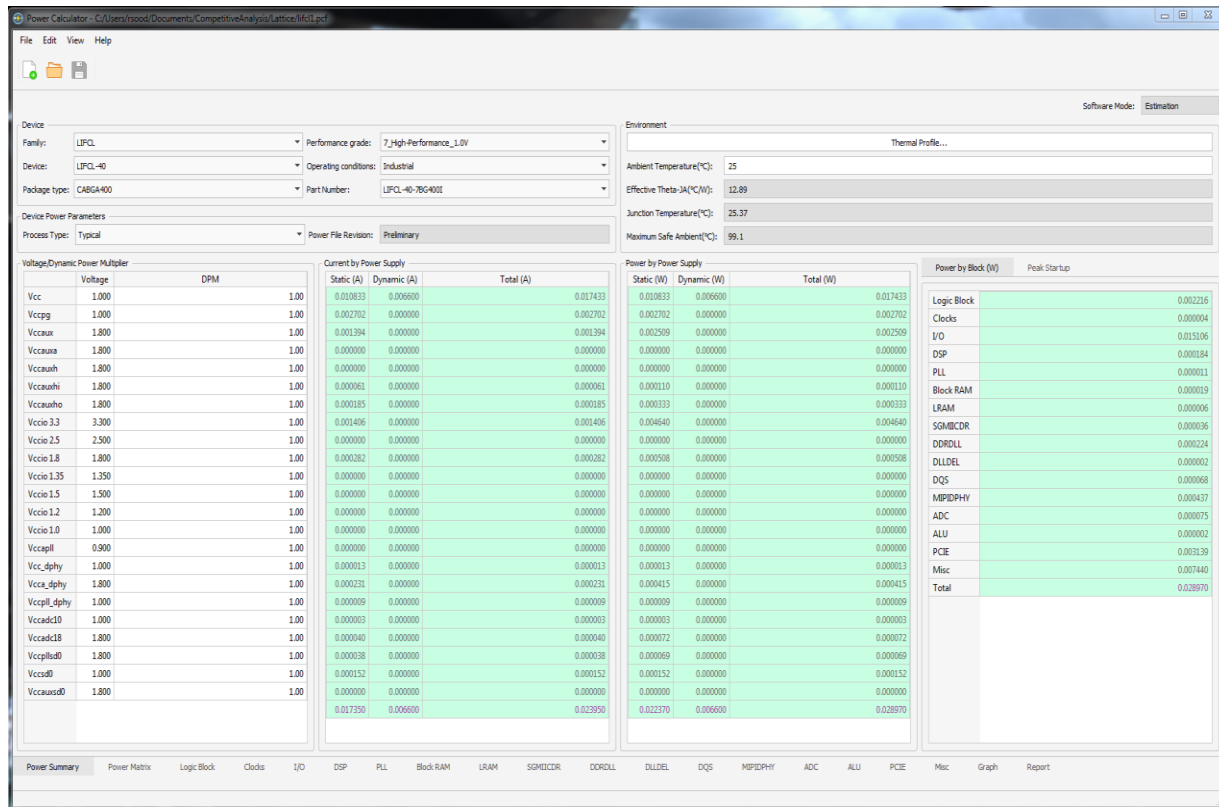 Power Calculator - C:/Users/rsood/Documents/CompetitiveAnalysis/Lattice/lifcl1.pcf
File Edit View Help
Software Mode: Estimation
Device
Family: LIFCL Performance grade: 7_High-Performance_1.0V
Device: LIFCL-40 Operating conditions: Industrial
Package type: CABGA400 Part Number: LIFCL-40-7BG400I
Device Power Parameters
Process Type: Typical Power File Revision: Preliminary
Environment
Thermal Profile...
Ambient Temperature(°C): 25
Effective Theta-JA(°C/W): 12.89
Junction Temperature(°C): 25.37
Maximum Safe Ambient(°C): 99.1
Voltage/Dynamic Power Multiplier
Voltage DPM
Vcc 1.000 1.00
Vccpg 1.000 1.00
Vccaux 1.800 1.00
Vccauxa 1.800 1.00
Vccauxh 1.800 1.00
Vccauxhi 1.800 1.00
Vccauxho 1.800 1.00
Vccio 3.3 3.300 1.00
Vccio 2.5 2.500 1.00
Vccio 1.8 1.800 1.00
Vccio 1.35 1.350 1.00
Vccio 1.5 1.500 1.00
Vccio 1.2 1.200 1.00
Vccio 1.0 1.000 1.00
Vccapll 0.900 1.00
Vcc_dphy 1.000 1.00
Vcca_dphy 1.800 1.00
Vccpll_dphy 1.000 1.00
Vccadc10 1.000 1.00
Vccadc18 1.800 1.00
Vccpllsd0 1.800 1.00
Vccsd0 1.000 1.00
Vccauxsd0 1.800 1.00
Current by Power Supply
Static (A) Dynamic (A) Total (A)
0.010833 0.006600 0.017433
0.002702 0.000000 0.002702
0.001394 0.000000 0.001394
0.000000 0.000000 0.000000
0.000000 0.000000 0.000000
0.000061 0.000000 0.000061
0.000185 0.000000 0.000185
0.001406 0.000000 0.001406
0.000000 0.000000 0.000000
0.000282 0.000000 0.000282
0.000000 0.000000 0.000000
0.000000 0.000000 0.000000
0.000000 0.000000 0.000000
0.000000 0.000000 0.000000
0.000000 0.000000 0.000000
0.000013 0.000000 0.000013
0.000231 0.000000 0.000231
0.000009 0.000000 0.000009
0.000003 0.000000 0.000003
0.000040 0.000000 0.000040
0.000038 0.000000 0.000038
0.000152 0.000000 0.000152
0.000000 0.000000 0.000000
0.017350 0.006600 0.023950
Power by Power Supply
Static (W) Dynamic (W) Total (W)
0.010833 0.006600 0.017433
0.002702 0.000000 0.002702
0.002509 0.000000 0.002509
0.000000 0.000000 0.000000
0.000000 0.000000 0.000000
0.000110 0.000000 0.000110
0.000333 0.000000 0.000333
0.004640 0.000000 0.004640
0.000000 0.000000 0.000000
0.000508 0.000000 0.000508
0.000000 0.000000 0.000000
0.000000 0.000000 0.000000
0.000000 0.000000 0.000000
0.000000 0.000000 0.000000
0.000000 0.000000 0.000000
0.000013 0.000000 0.000013
0.000415 0.000000 0.000415
0.000009 0.000000 0.000009
0.000003 0.000000 0.000003
0.000072 0.000000 0.000072
0.000069 0.000000 0.000069
0.000152 0.000000 0.000152
0.000000 0.000000 0.000000
0.022370 0.006600 0.028970
Power by Block (W) Peak Startup
Logic Block 0.002216
Clocks 0.000004
I/O 0.015106
DSP 0.000184
PLL 0.000011
Block RAM 0.000019
LRAM 0.000006
SGMIICDR 0.000036
DDRDLL 0.000224
DLLDEL 0.000002
DQS 0.000068
MIPIDPHY 0.000437
ADC 0.000075
ALU 0.000002
PCIE 0.003139
Misc 0.007440
Total 0.028970
Power Summary Power Matrix Logic Block Clocks I/O DSP PLL Block RAM LRAM SGMIICDR DDRDLL DLLDEL DQS MIPIDPHY ADC ALU PCIE Misc Graph Report